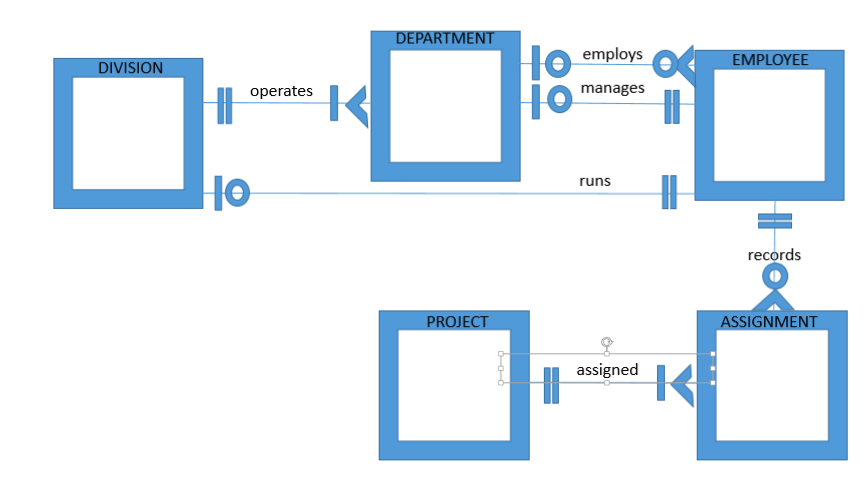 DEPARTMENT
DIVISION
employs
EMPLOYEE
operates
manages
runs
records
PROJECT
ASSIGNMENT
assigned